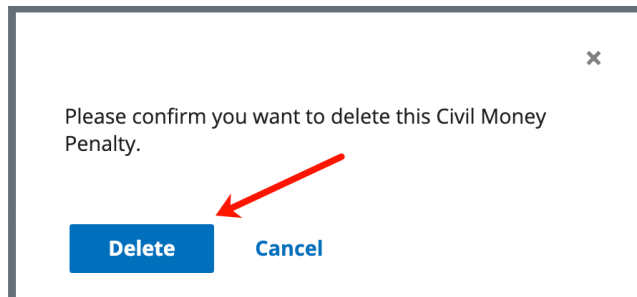 Please confirm you want to delete this Civil Money
Penalty.
Delete Cancel